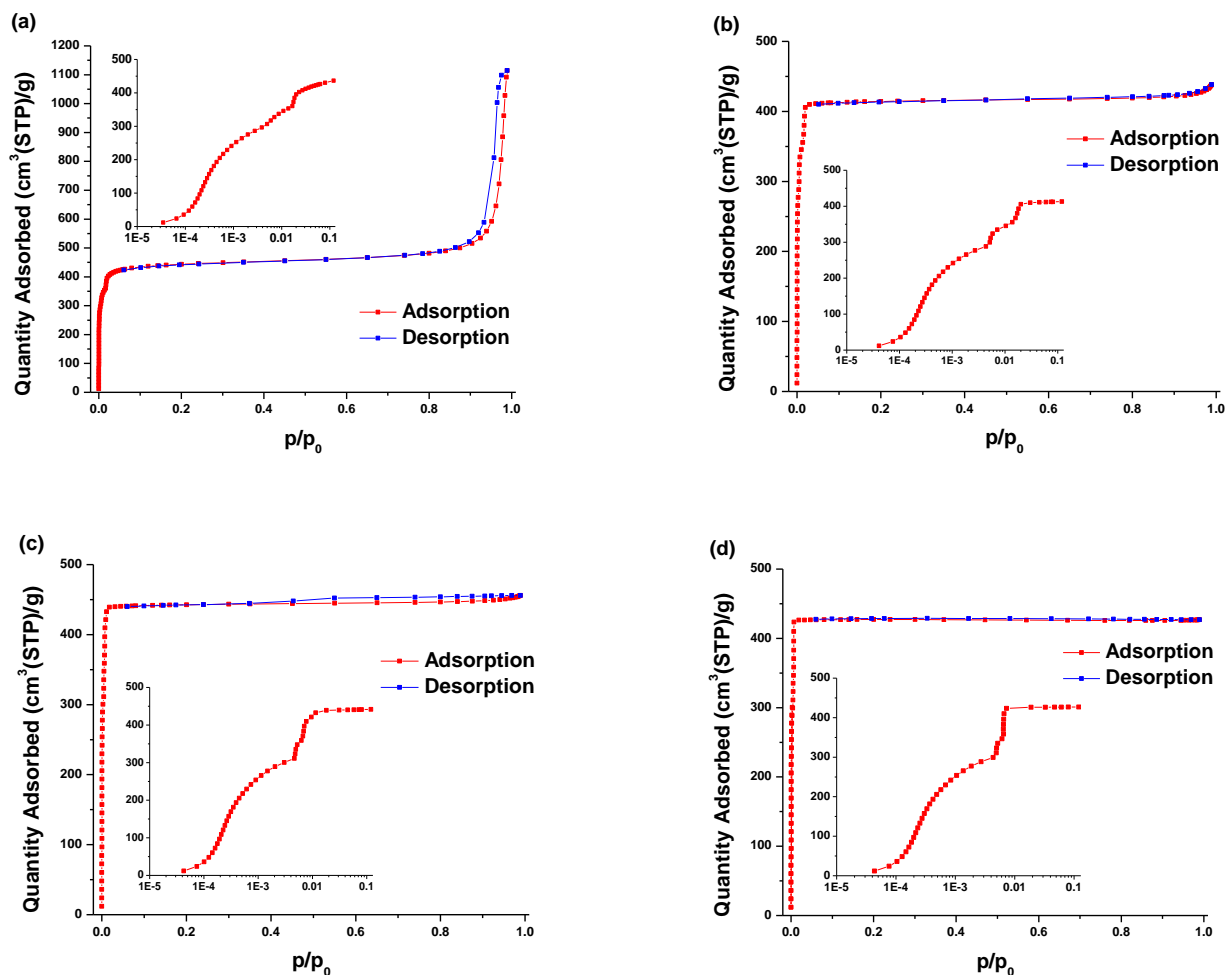 (a)
Quantity Adsorbed (cm³(STP)/g)
1200
1100
1000
900
800
700
600
500
400
300
200
100
0
0.0 0.2 0.4 0.6 0.8 1.0
p/p₀
500
400
300
200
100
0
1E-5 1E-4 1E-3 0.01 0.1
Adsorption
Desorption
(b)
Quantity Adsorbed (cm³(STP)/g)
500
400
300
200
100
0
0.0 0.2 0.4 0.6 0.8 1.0
p/p₀
Adsorption
Desorption
500
400
300
200
100
0
1E-5 1E-4 1E-3 0.01 0.1
(c)
Quantity Adsorbed (cm³(STP)/g)
500
450
300
150
0
0.0 0.2 0.4 0.6 0.8 1.0
p/p₀
Adsorption
Desorption
500
400
300
200
100
0
1E-5 1E-4 1E-3 0.01 0.1
(d)
Quantity Adsorbed (cm³(STP)/g)
500
400
300
200
100
0
0.0 0.2 0.4 0.6 0.8 1.0
p/p₀
Adsorption
Desorption
500
400
300
200
100
0
1E-5 1E-4 1E-3 0.01 0.1